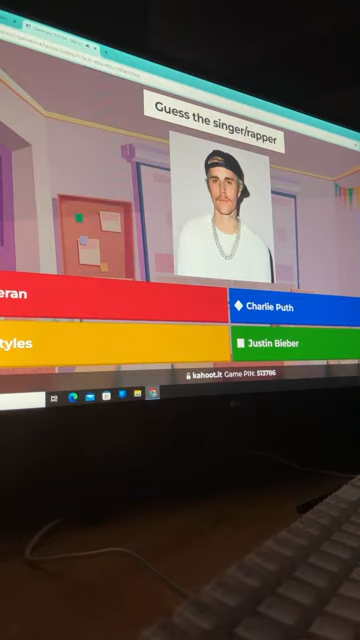 Guess the singer/rapper
eran
Charlie Puth
tyles
Justin Bieber
kahoot.it Game PIN: 513786